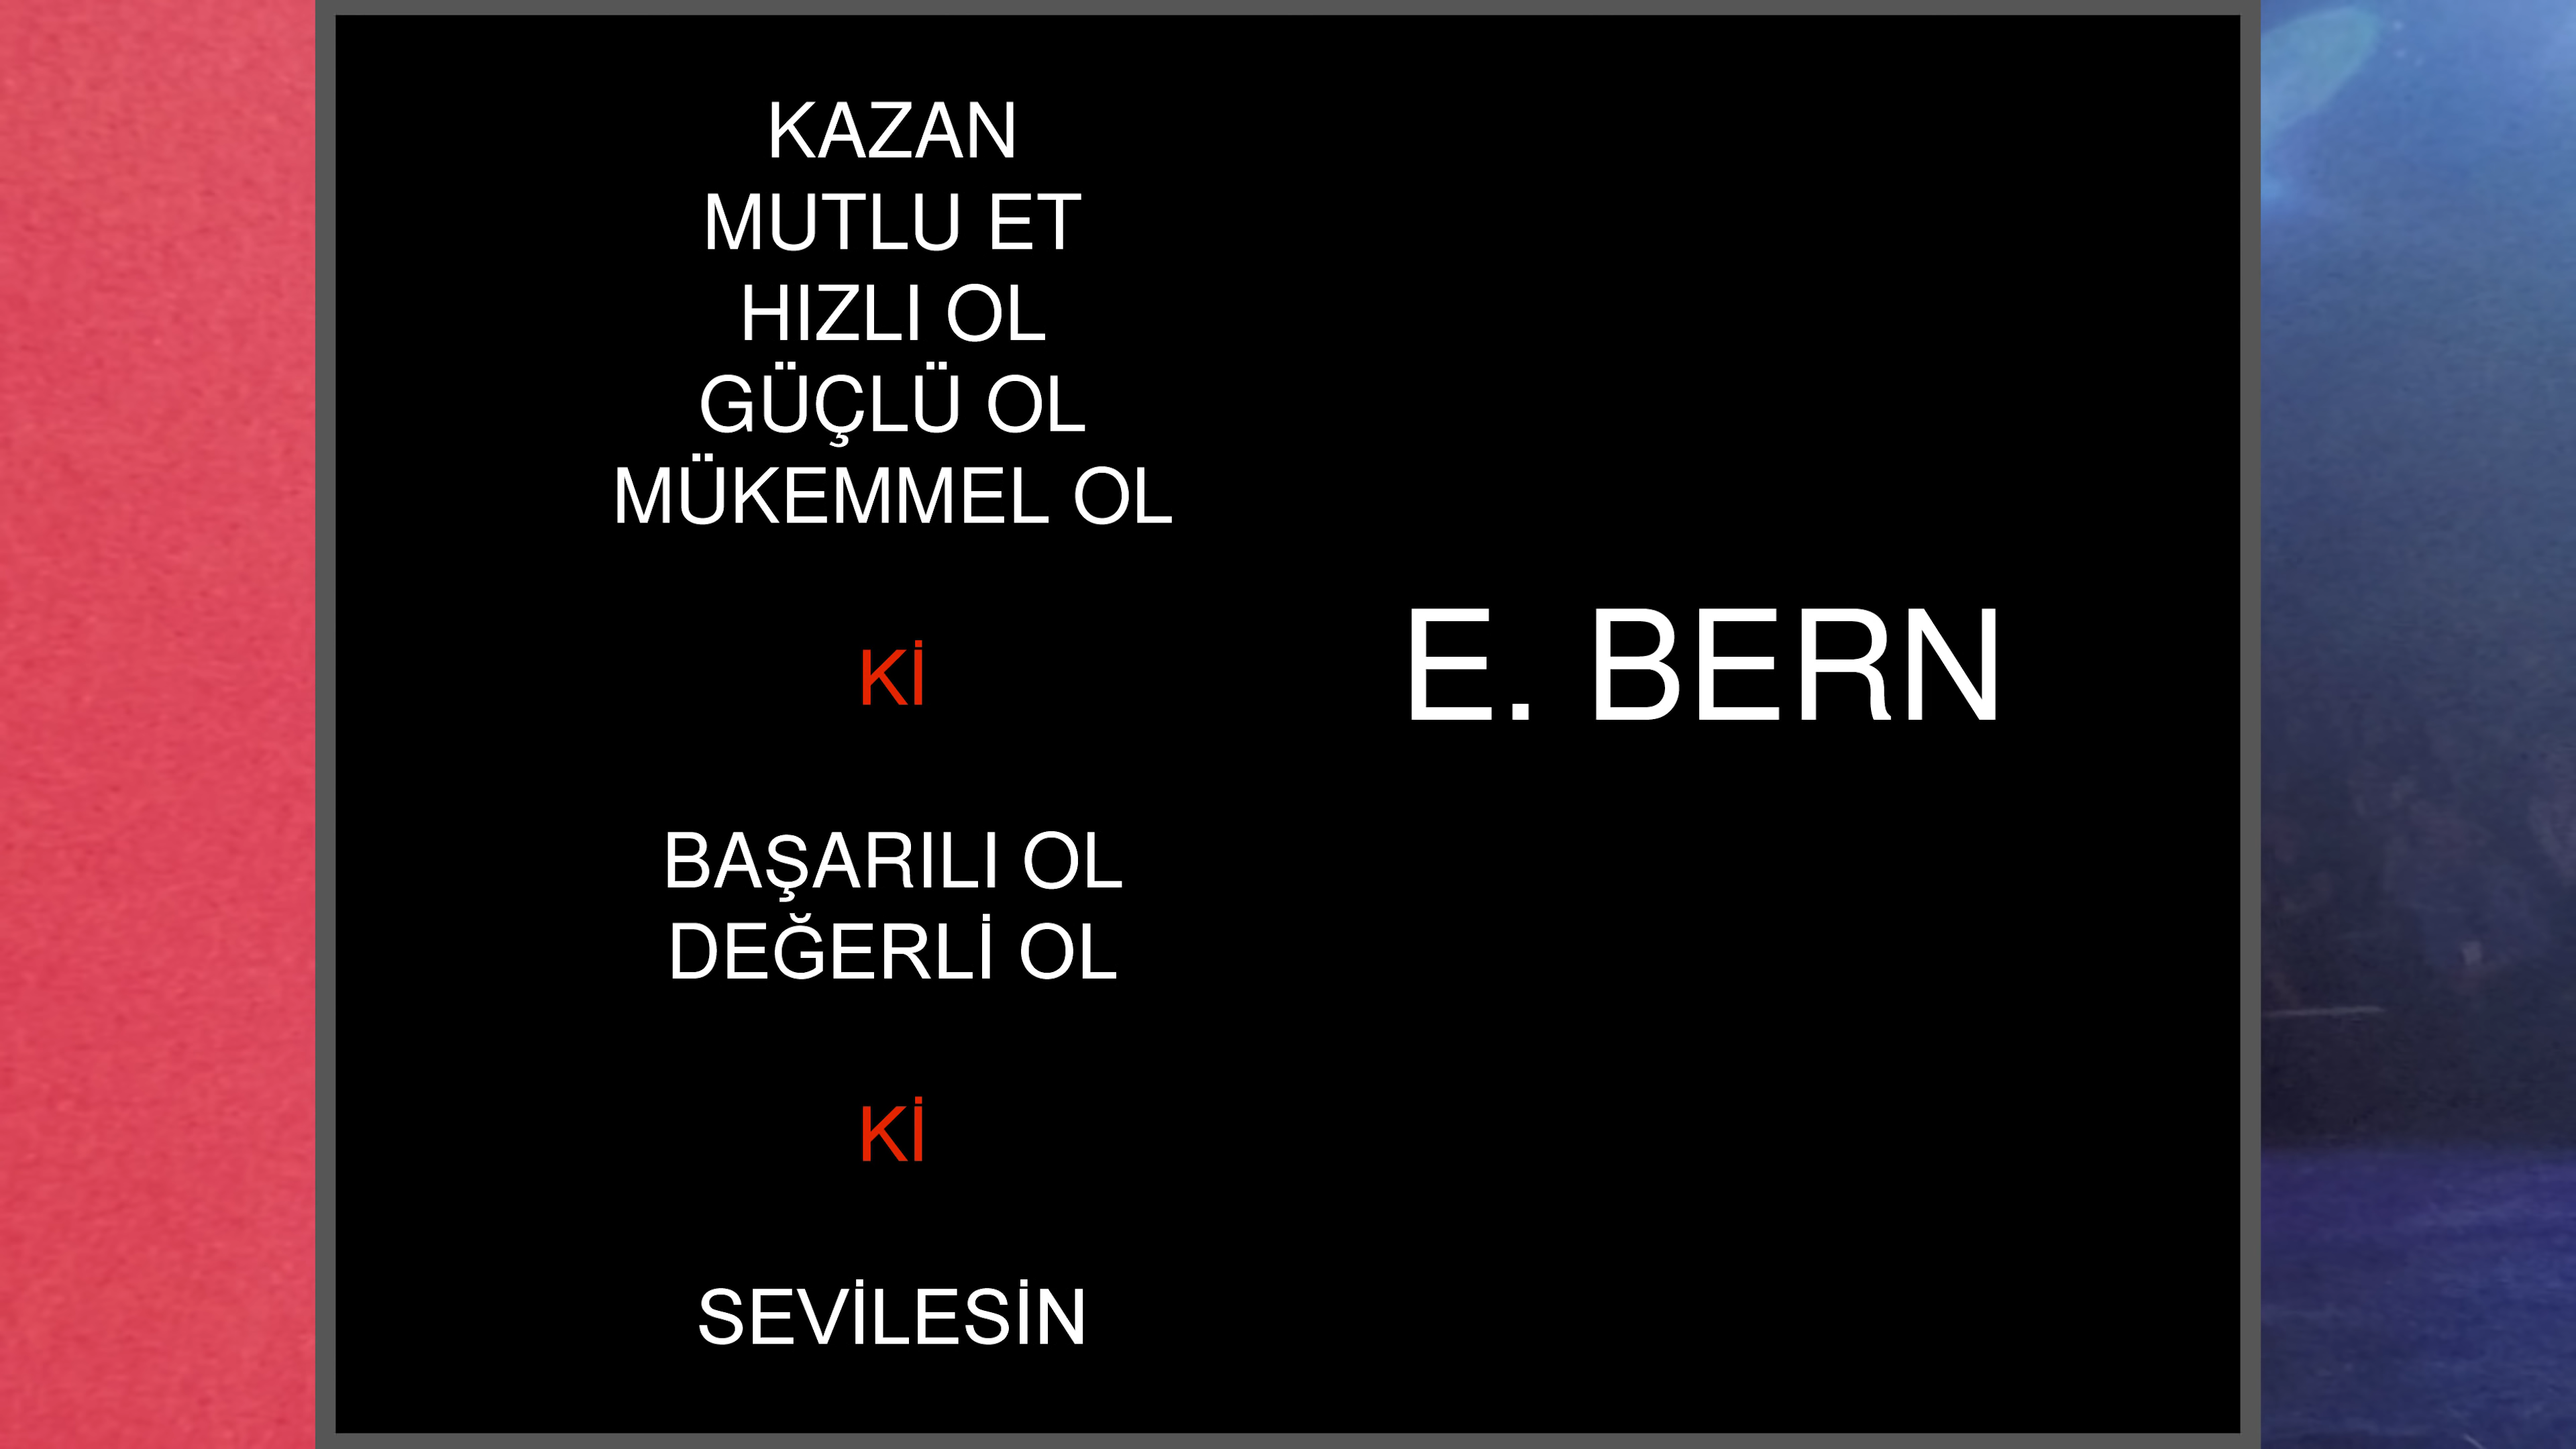 KAZAN
MUTLU ET
HIZLI OL
GÜÇLÜ OL
MÜKEMMEL OL
Kİ
BAŞARILI OL
DEĞERLİ OL
Kİ
SEVİLESİN
E. BERN